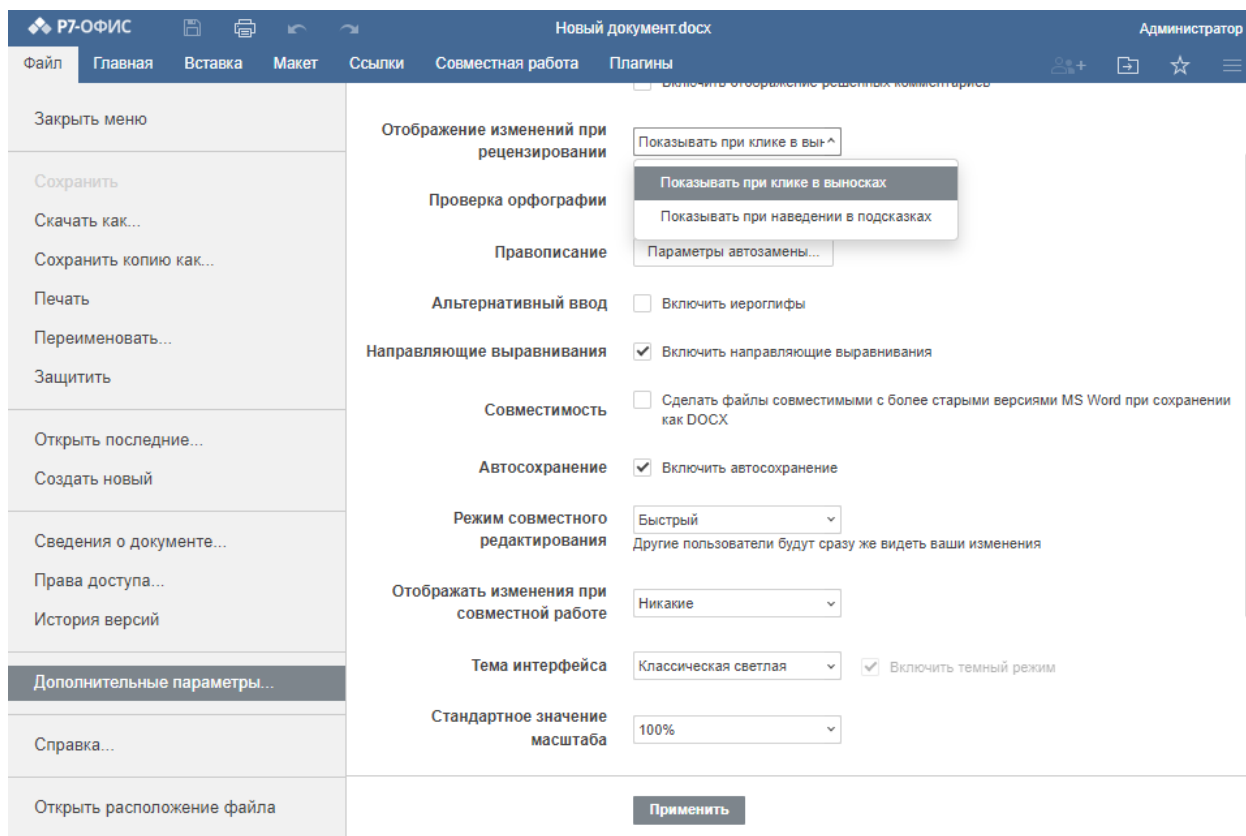 Р7-ОФИС
Новый документ.docx
Администратор
Файл Главная Вставка Макет Ссылки Совместная работа Плагины
Включить отображение решенных комментариев
Закрыть меню
Сохранить
Скачать как...
Сохранить копию как...
Печать
Переименовать...
Защитить
Открыть последние...
Создать новый
Сведения о документе...
Права доступа...
История версий
Дополнительные параметры...
Справка...
Открыть расположение файла
Отображение изменений при
рецензировании
Показывать при клике в вын
Показывать при клике в выносках
Показывать при наведении в подсказках
Проверка орфографии
Правописание
Параметры автозамены...
Альтернативный ввод
Включить иероглифы
Направляющие выравнивания
Включить направляющие выравнивания
Совместимость
Сделать файлы совместимыми с более старыми версиями MS Word при сохранении
как DOCX
Автосохранение
Включить автосохранение
Режим совместного
редактирования
Быстрый
Другие пользователи будут сразу же видеть ваши изменения
Отображать изменения при
совместной работе
Никакие
Тема интерфейса
Классическая светлая
Включить темный режим
Стандартное значение
масштаба
100%
Применить